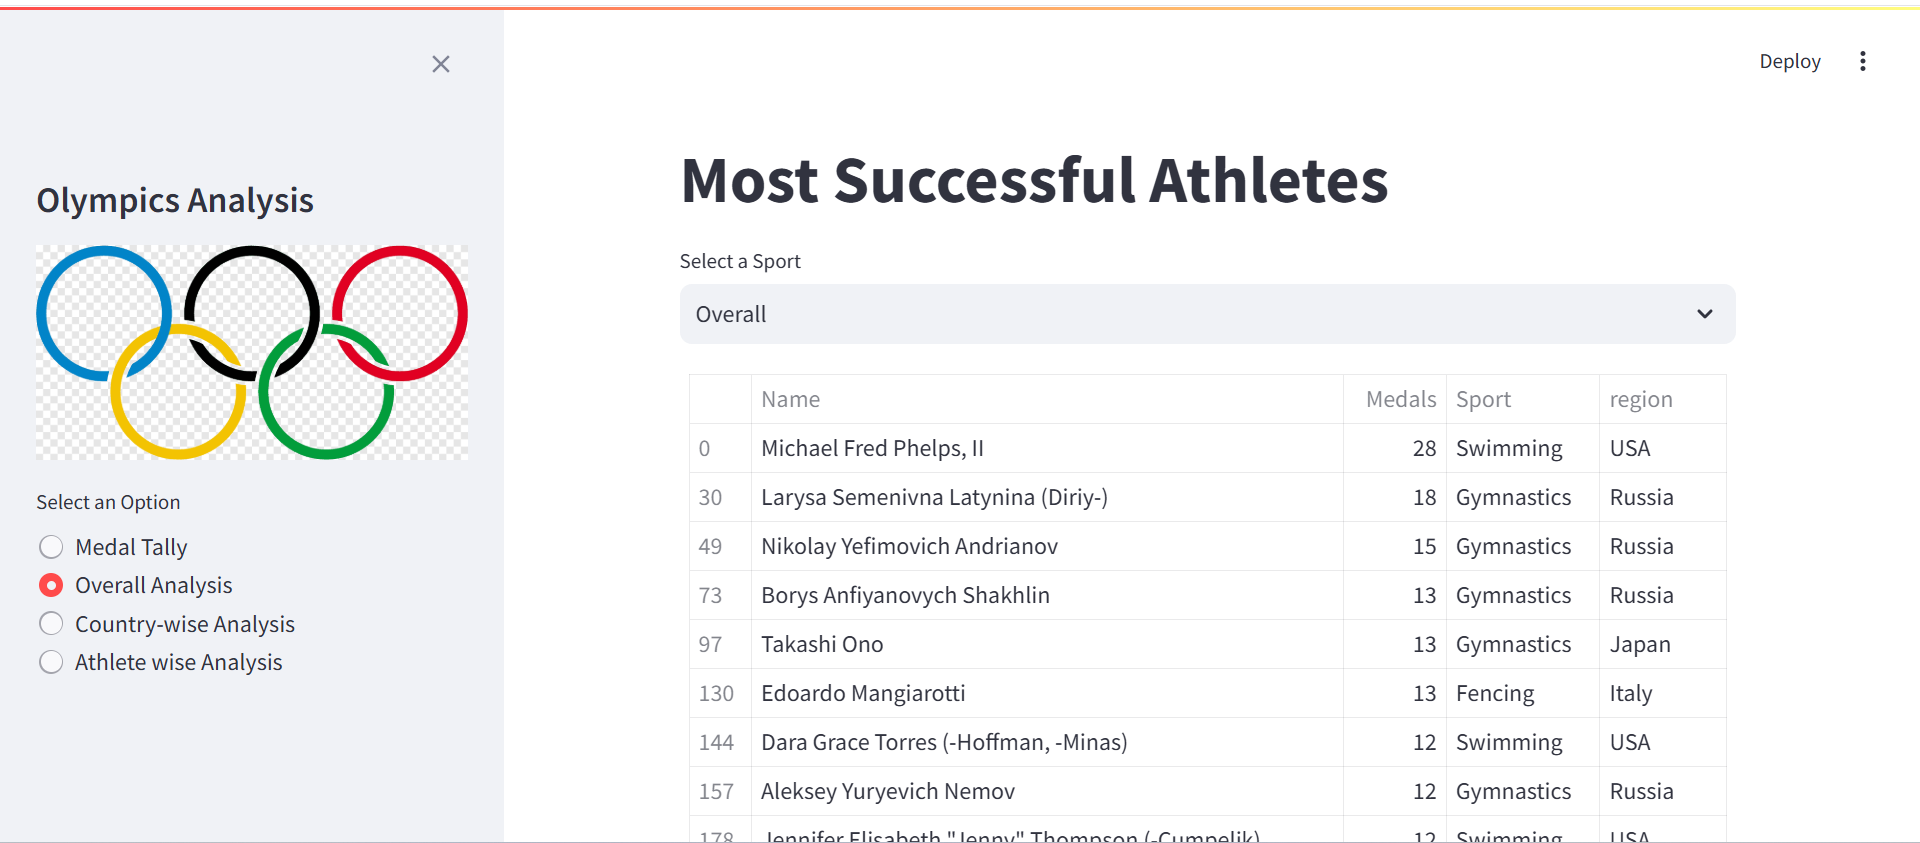 Deploy
Olympics Analysis
Select an Option
Medal Tally
Overall Analysis
Country-wise Analysis
Athlete wise Analysis
Most Successful Athletes
Select a Sport
Overall
Name Medals Sport region
0 Michael Fred Phelps, II 28 Swimming USA
30 Larysa Semenivna Latynina (Diriy-) 18 Gymnastics Russia
49 Nikolay Yefimovich Andrianov 15 Gymnastics Russia
73 Borys Anfiyanovych Shakhlin 13 Gymnastics Russia
97 Takashi Ono 13 Gymnastics Japan
130 Edoardo Mangiarotti 13 Fencing Italy
144 Dara Grace Torres (-Hoffman, -Minas) 12 Swimming USA
157 Aleksey Yuryevich Nemov 12 Gymnastics Russia
178 Jennifer Elisabeth "Jenny" Thompson (-Cumpelik) 12 Swimming USA